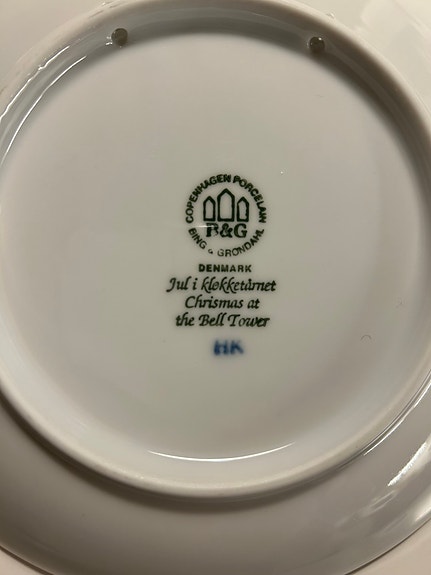 COPENHAGEN PORCELAIN
B&G
BING & GRØNDAHL
DENMARK
Jul i klokketårnet
Chrismas at
the Bell Tower
HK